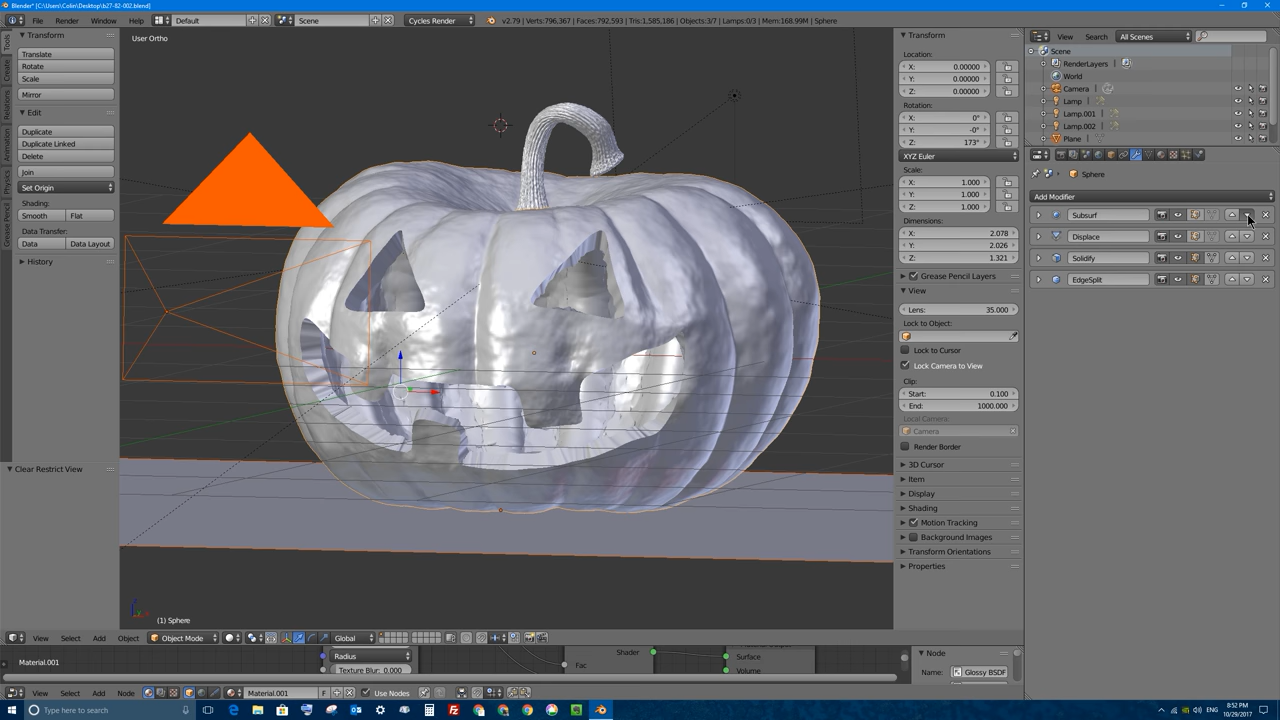 Blender* [C:\Users\Colin\Desktop\b27-82-002.blend]
File Render Window Help Default Scene Cycles Render v2.79 | Verts:796,367 | Faces:792,593 | Tris:1,585,186 | Objects:3/7 | Lamps:0/3 | Mem:168.99M | Sphere
Tools
Create
Relations
Animation
Physics
Grease Pencil
Transform
Translate
Rotate
Scale
Mirror
Edit
Duplicate
Duplicate Linked
Delete
Join
Set Origin
Shading:
Smooth Flat
Data Transfer:
Data Data Layout
History
Clear Restrict View
User Ortho
(1) Sphere
Transform
Location:
X: 0.00000
Y: 0.00000
Z: 0.00000
Rotation:
X: 0°
Y: -0°
Z: 173°
XYZ Euler
Scale:
X: 1.000
Y: 1.000
Z: 1.000
Dimensions:
X: 2.078
Y: 2.026
Z: 1.321
Grease Pencil Layers
View
Lens: 35.000
Lock to Object:
Lock to Cursor
Lock Camera to View
Clip:
Start: 0.100
End: 1000.000
Local Camera:
Camera
Render Border
3D Cursor
Item
Display
Shading
Motion Tracking
Background Images
Transform Orientations
Properties
View Search All Scenes
Scene
RenderLayers
World
Camera
Lamp
Lamp.001
Lamp.002
Plane
Sphere
Add Modifier
Subsurf
Displace
Solidify
EdgeSplit
View Select Add Object Object Mode Global
Material.001
Radius
Texture Blur: 0.000
Shader
Fac
Surface
Volume
Node
Name: Glossy BSDF
View Select Add Node Material.001 F Use Nodes
Type here to search
8:52 PM
10/29/2017